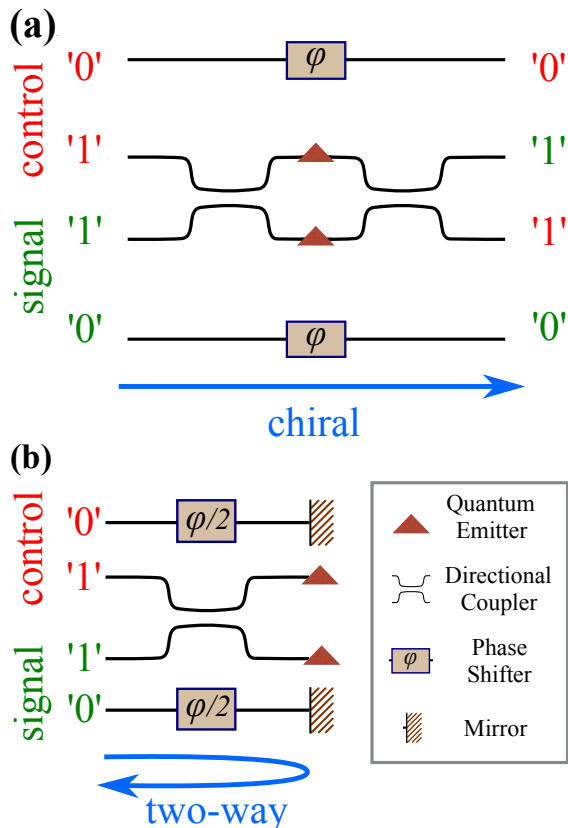 (a)
control
signal
'0' φ '0'
'1' '1'
'1' '1'
'0' φ '0'
chiral
(b)
control
signal
'0' φ/2
'1'
'1'
'0' φ/2
two-way
Quantum
Emitter
Directional
Coupler
φ Phase
Shifter
Mirror